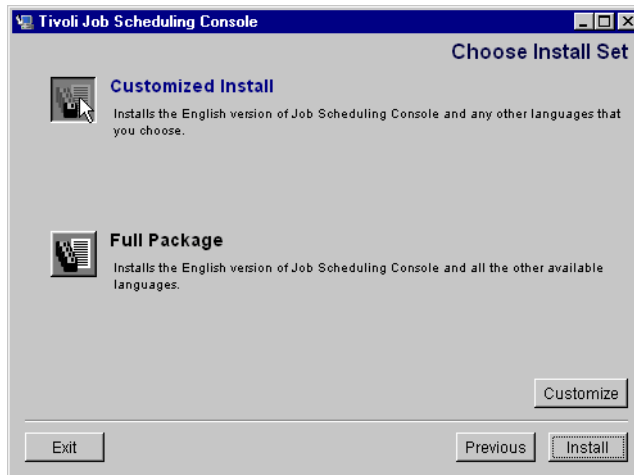 Tivoli Job Scheduling Console
Choose Install Set
Customized Install
Installs the English version of Job Scheduling Console and any other languages that
you choose.
Full Package
Installs the English version of Job Scheduling Console and all the other available
languages.
Customize
Exit
Previous
Install